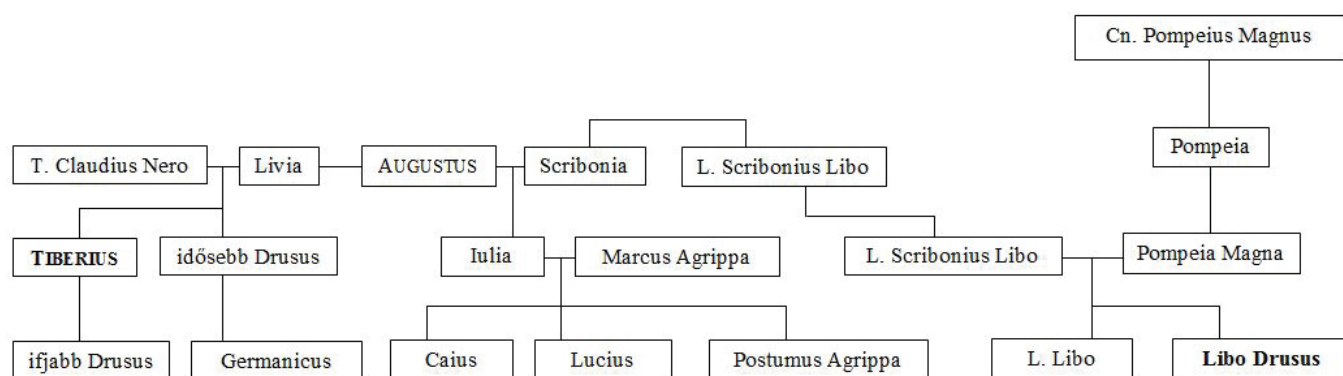 Cn. Pompeius Magnus
Pompeia
T. Claudius Nero
Livia
AUGUSTUS
Scribonia
L. Scribonius Libo
TIBERIUS
idősebb Drusus
Iulia
Marcus Agrippa
L. Scribonius Libo
Pompeia Magna
ifjabb Drusus
Germanicus
Caius
Lucius
Postumus Agrippa
L. Libo
Libo Drusus